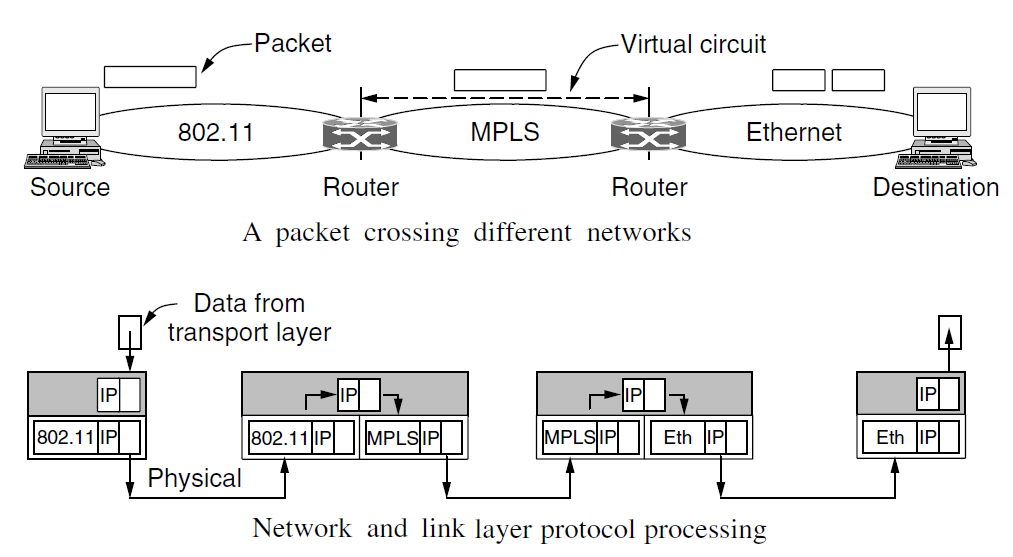 Packet
Virtual circuit
802.11
MPLS
Ethernet
Source
Router
Router
Destination
A packet crossing different networks
Data from
transport layer
IP
IP
IP
IP
802.11 IP
802.11 IP
MPLS IP
MPLS IP
Eth IP
Eth IP
Physical
Network and link layer protocol processing